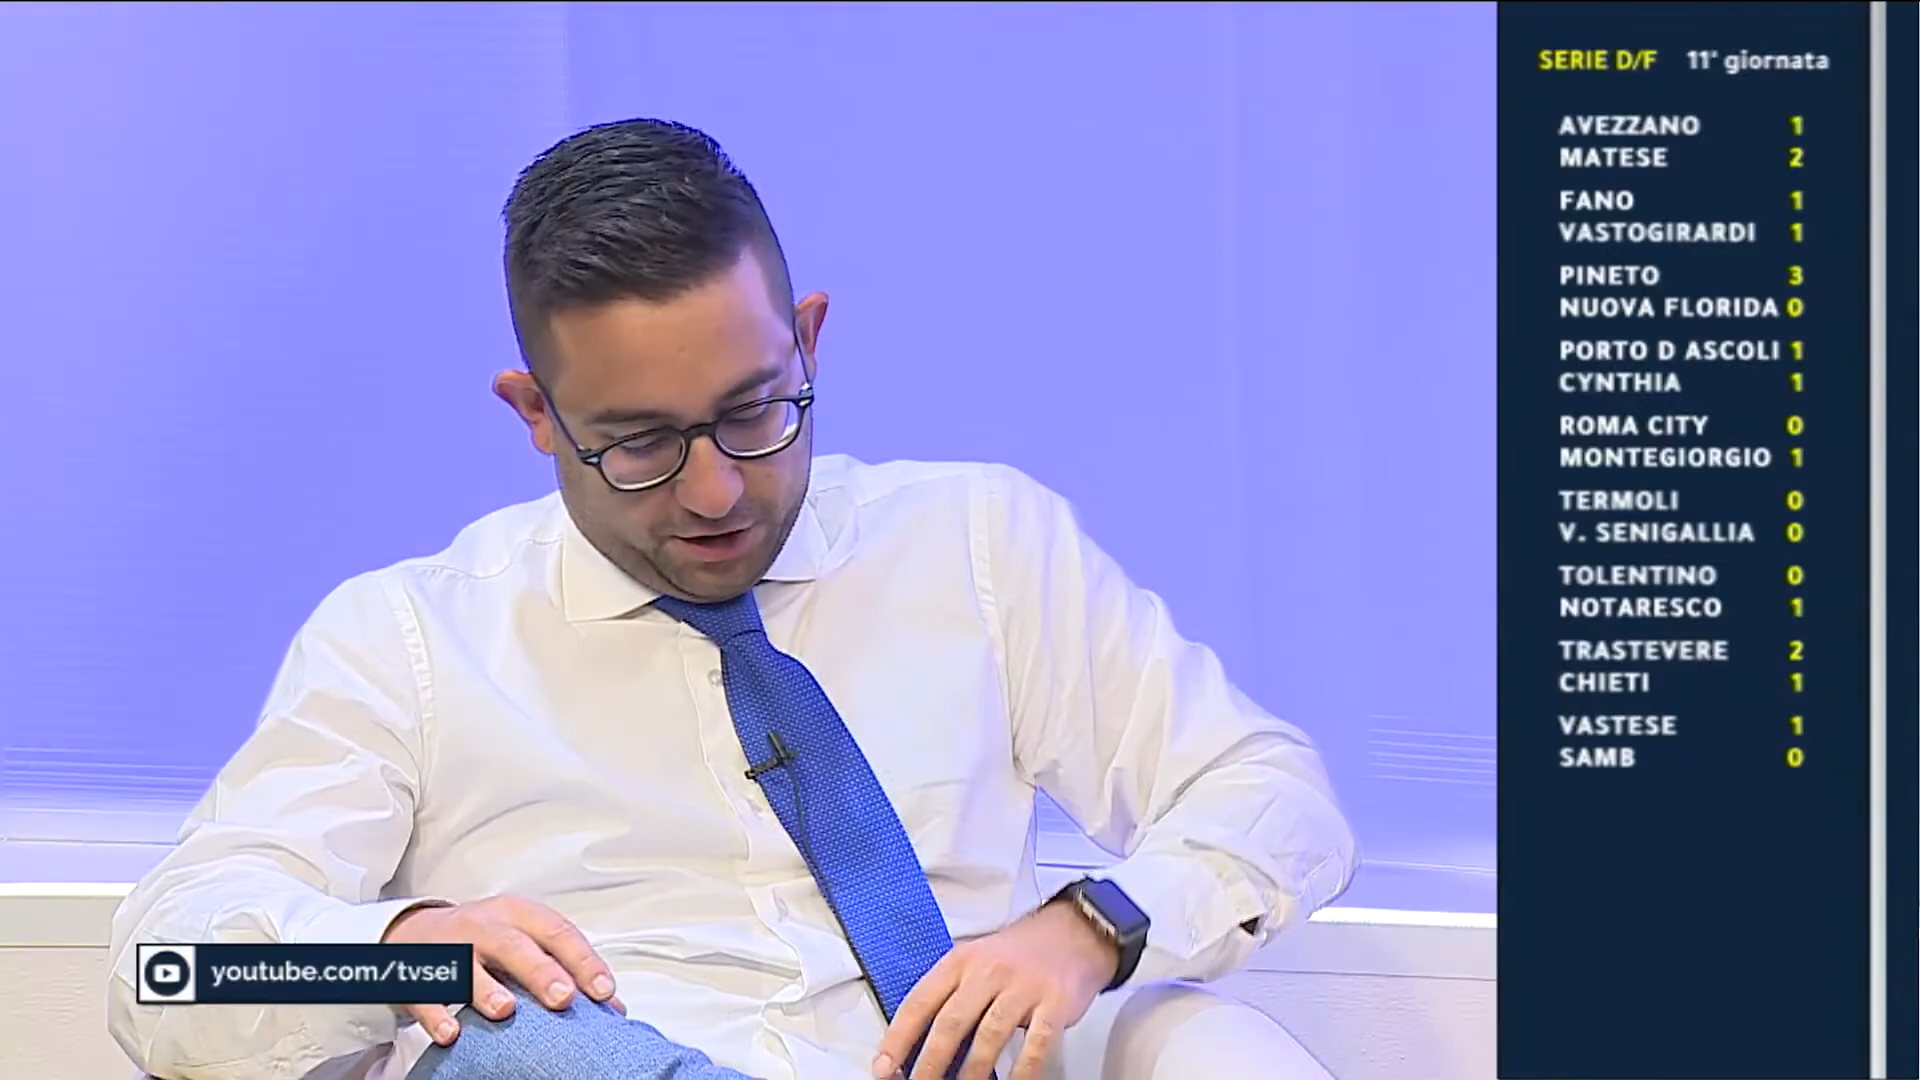 SERIE D/F 11ª giornata
AVEZZANO 1
MATESE 2
FANO 1
VASTOGIRARDI 1
PINETO 3
NUOVA FLORIDA 0
PORTO D ASCOLI 1
CYNTHIA 1
ROMA CITY 0
MONTEGIORGIO 1
TERMOLI 0
V. SENIGALLIA 0
TOLENTINO 0
NOTARESCO 1
TRASTEVERE 2
CHIETI 1
VASTESE 1
SAMB 0
youtube.com/tvsei